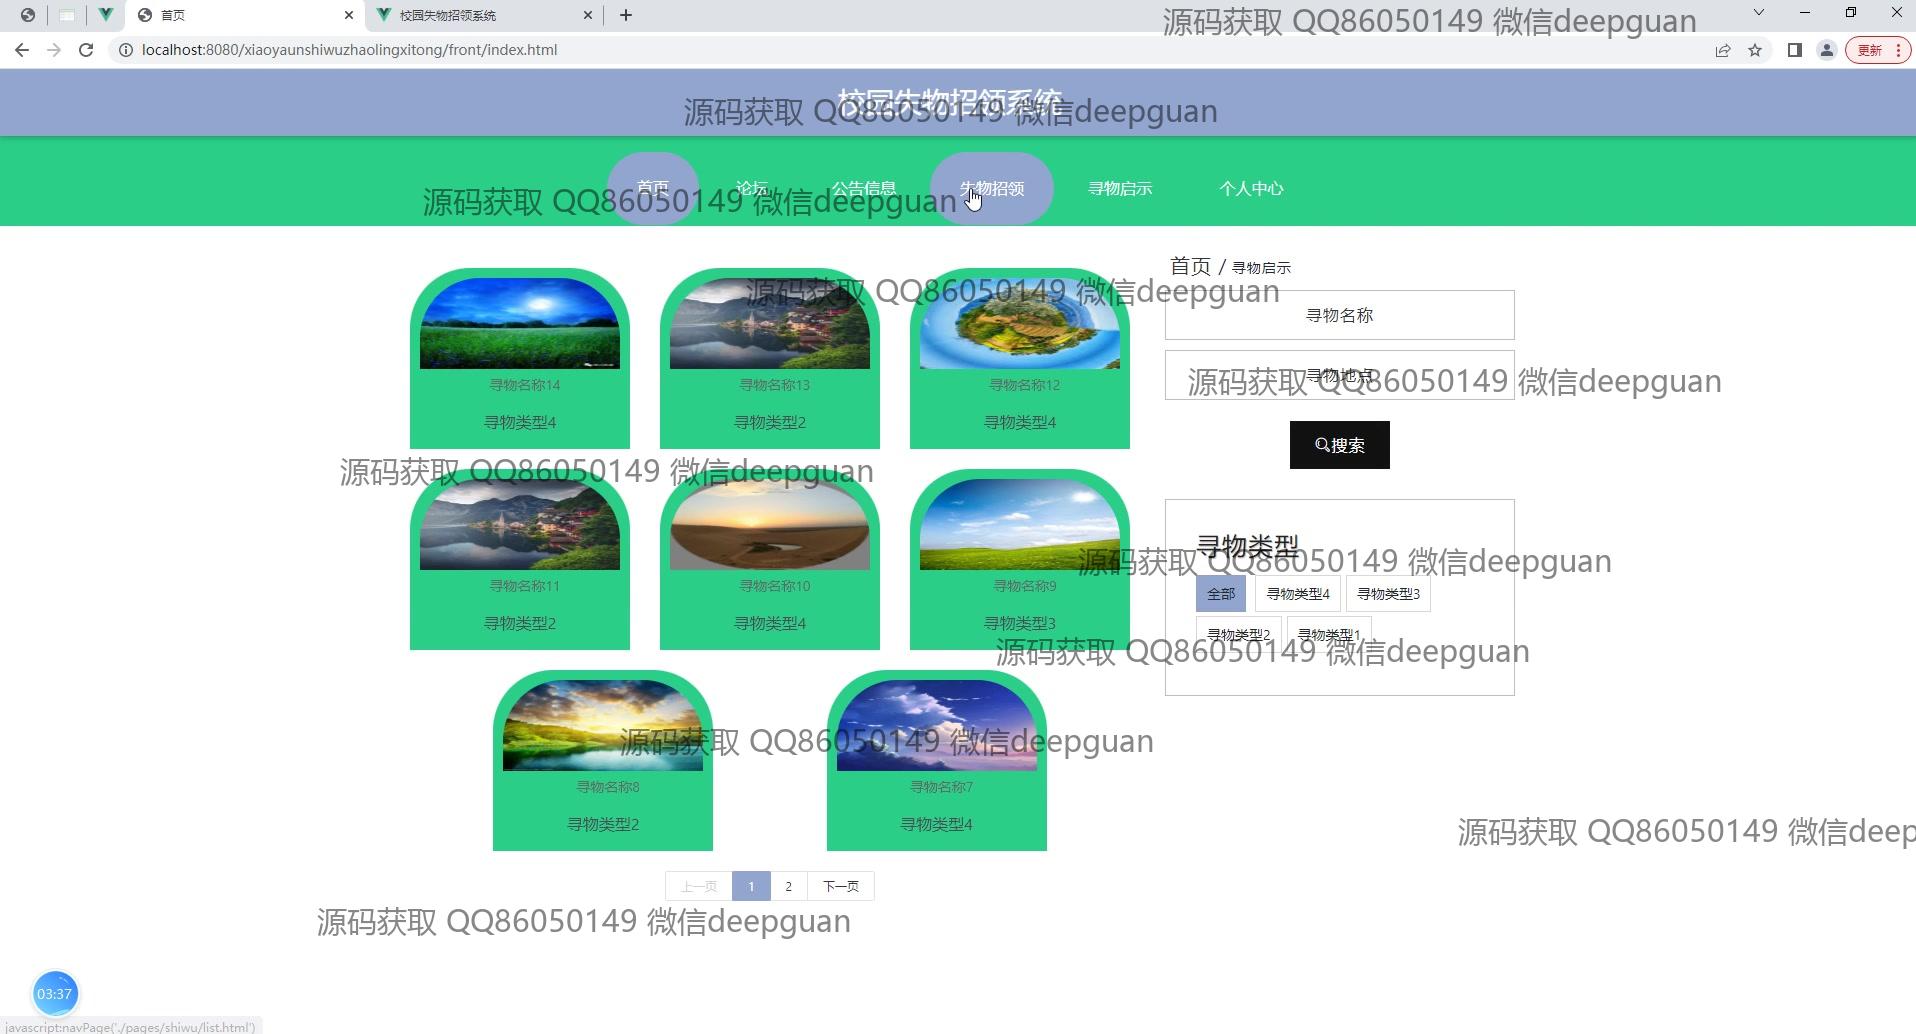 首页
校园失物招领系统
源码获取 QQ86050149 微信deepguan
localhost:8080/xiaoyaunshiwuzhaolingxitong/front/index.html
更新
校园失物招领系统
源码获取 QQ86050149 微信deepguan
首页 论坛 公告信息 失物招领 寻物启示 个人中心
源码获取 QQ86050149 微信deepguan
首页 / 寻物启示
源码获取 QQ86050149 微信deepguan
寻物名称
寻物地点
源码获取 QQ86050149 微信deepguan
搜索
寻物名称14
寻物类型4
寻物名称13
寻物类型2
寻物名称12
寻物类型4
源码获取 QQ86050149 微信deepguan
寻物名称11
寻物类型2
寻物名称10
寻物类型4
寻物名称9
寻物类型3
寻物类型
源码获取 QQ86050149 微信deepguan
全部 寻物类型4 寻物类型3
寻物类型2 寻物类型1
源码获取 QQ86050149 微信deepguan
源码获取 QQ86050149 微信deepguan
寻物名称8
寻物类型2
寻物名称7
寻物类型4
源码获取 QQ86050149 微信deep
上一页 1 2 下一页
源码获取 QQ86050149 微信deepguan
03:37
javascript:navPage('./pages/shiwu/list.html')